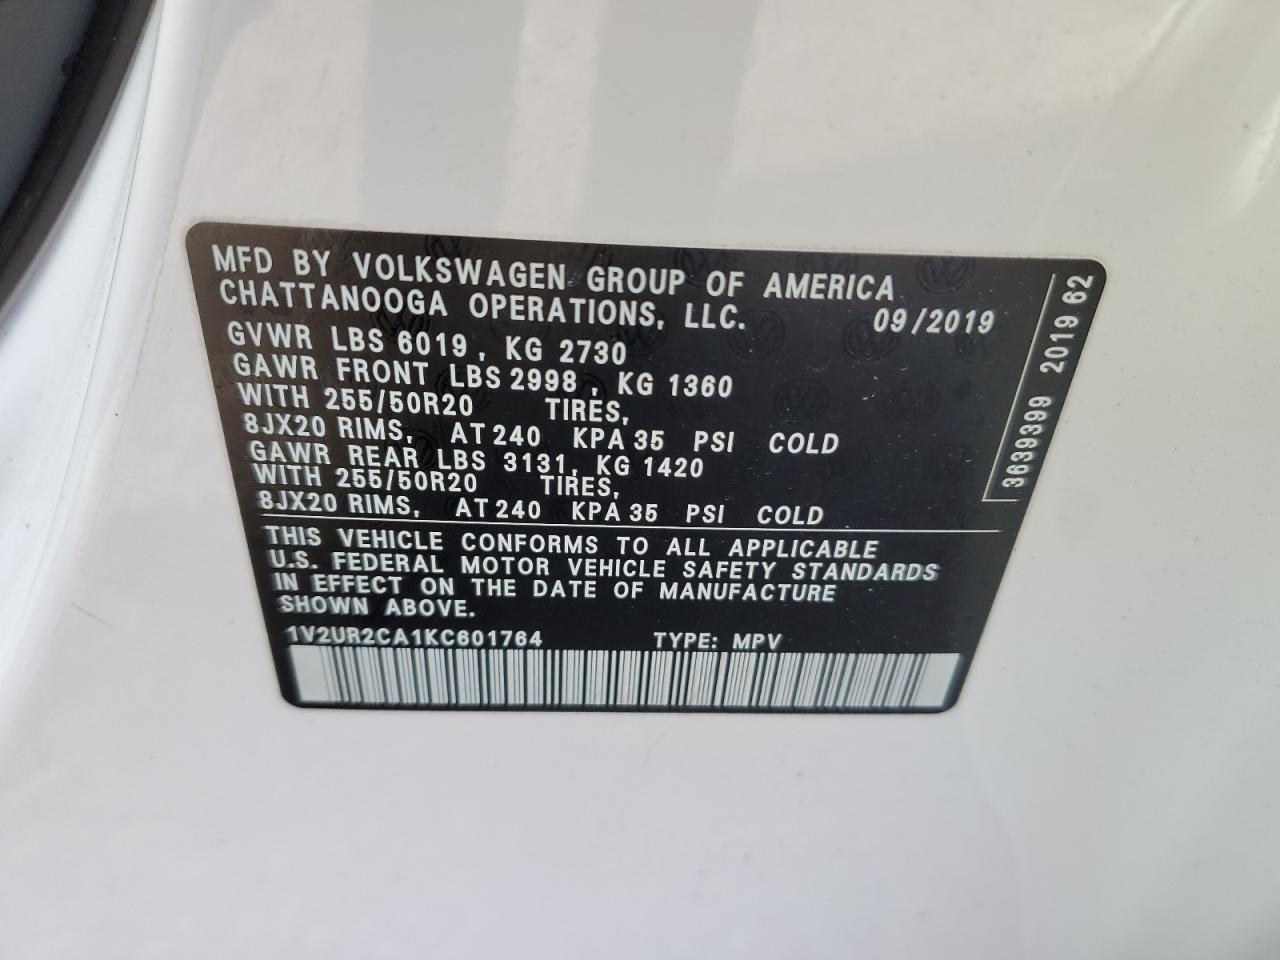 MFD BY VOLKSWAGEN GROUP OF AMERICA
CHATTANOOGA OPERATIONS, LLC. 09/2019
GVWR LBS 6019, KG 2730
GAWR FRONT LBS 2998, KG 1360
WITH 255/50R20 TIRES,
8JX20 RIMS, AT 240 KPA 35 PSI COLD
GAWR REAR LBS 3131, KG 1420
WITH 255/50R20 TIRES,
8JX20 RIMS, AT 240 KPA 35 PSI COLD
THIS VEHICLE CONFORMS TO ALL APPLICABLE
U.S. FEDERAL MOTOR VEHICLE SAFETY STANDARDS
IN EFFECT ON THE DATE OF MANUFACTURE
SHOWN ABOVE.
1V2UR2CA1KC601764 TYPE: MPV
3639399 2019 62